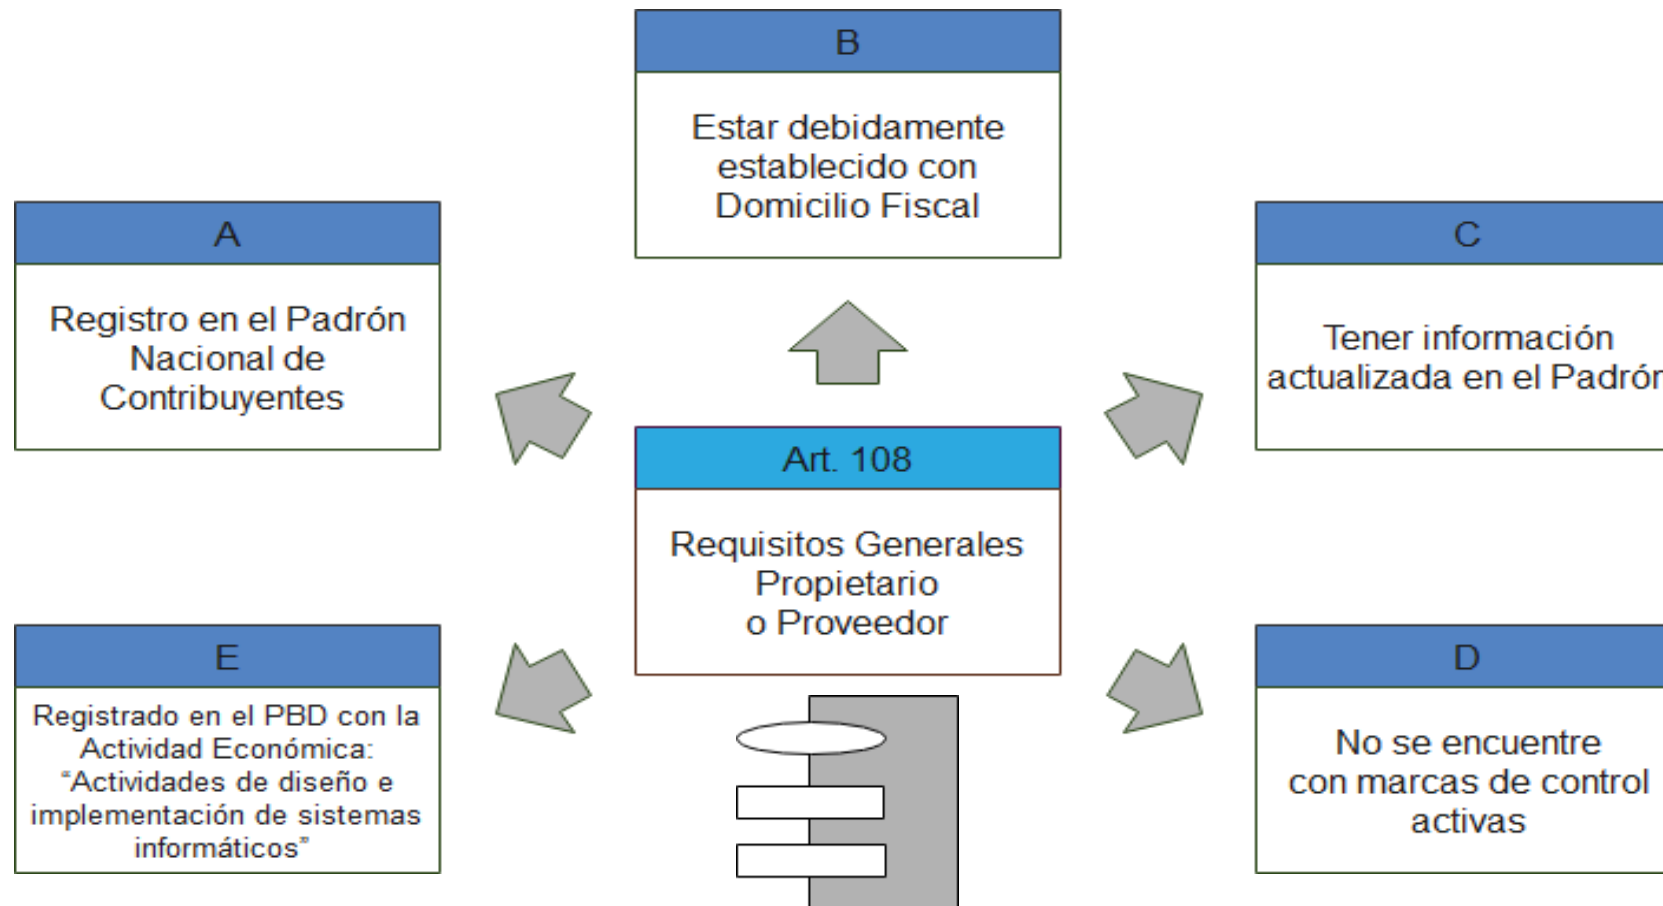 B
Estar debidamente
establecido con
Domicilio Fiscal
A
Registro en el Padrón
Nacional de
Contribuyentes
C
Tener información
actualizada en el Padrón
Art. 108
Requisitos Generales
Propietario
o Proveedor
E
Registrado en el PBD con la
Actividad Económica:
“Actividades de diseño e
implementación de sistemas
informáticos”
D
No se encuentre
con marcas de control
activas